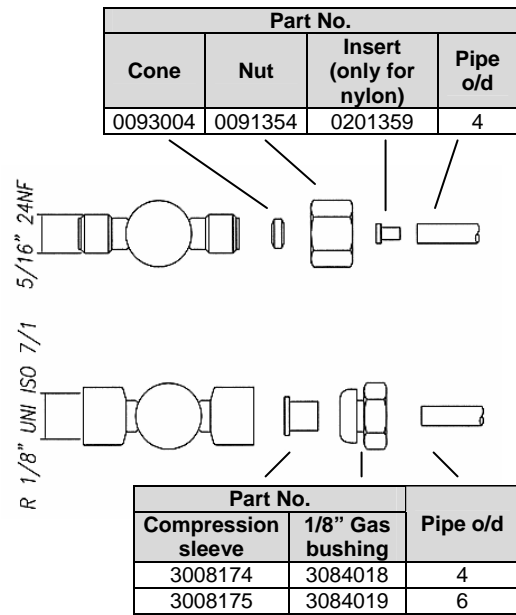 Part No.
Cone Nut Insert (only for nylon) Pipe o/d
0093004 0091354 0201359 4
5/16" 24NF
R 1/8" UNI ISO 7/1
Part No. Pipe o/d
Compression sleeve 1/8” Gas bushing
3008174 3084018 4
3008175 3084019 6